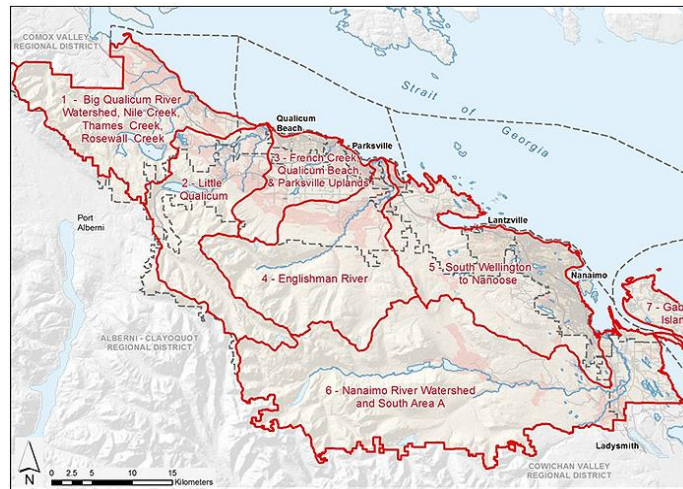 COMOX VALLEY
REGIONAL DISTRICT
1 - Big Qualicum River
Watershed, Nile Creek,
Thames Creek,
Rosewall Creek
Qualicum
Beach
Strait of Georgia
Parksville
3 - French Creek,
Qualicum Beach,
& Parksville Uplands
2 - Little
Qualicum
Port
Alberni
Lantzville
4 - Englishman River
5 - South Wellington
to Nanoose
Nanaimo
7 - Gab
Islan
ALBERNI - CLAYOQUOT
REGIONAL DISTRICT
6 - Nanaimo River Watershed
and South Area A
Ladysmith
COWICHAN VALLEY
REGIONAL DISTRICT
N
0 2.5 5 10 15
Kilometers